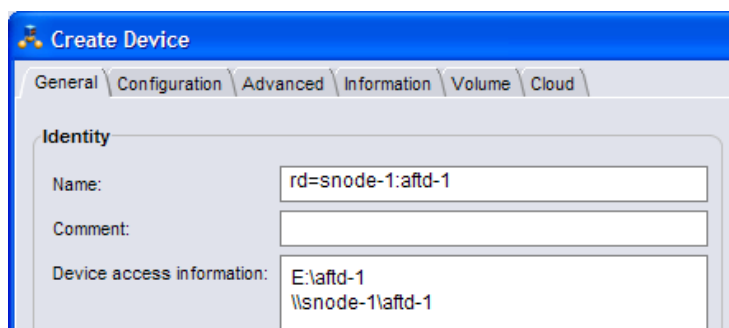 Create Device
General Configuration Advanced Information Volume Cloud
Identity
Name: rd=snode-1:aftd-1
Comment:
Device access information: E:\aftd-1
\\snode-1\aftd-1